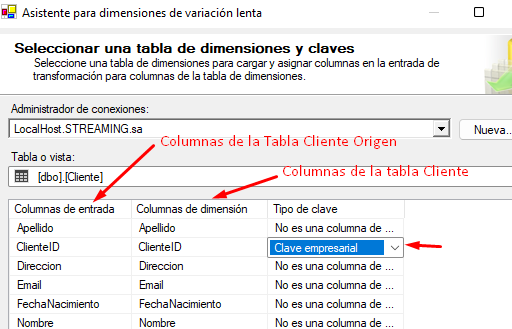 Asistente para dimensiones de variación lenta
Seleccionar una tabla de dimensiones y claves
Seleccione una tabla de dimensiones para cargar y asignar columnas en la entrada de
transformación para columnas de la tabla de dimensiones.
Administrador de conexiones:
LocalHost.STREAMING.sa
Nueva...
Columnas de la Tabla Cliente Origen
Tabla o vista:
Columnas de la tabla Cliente
[dbo].[Cliente]
Columnas de entrada Columnas de dimensión Tipo de clave
Apellido Apellido No es una columna de ...
ClienteID ClienteID Clave empresarial
Direccion Direccion No es una columna de ...
Email Email No es una columna de ...
FechaNacimiento FechaNacimiento No es una columna de ...
Nombre Nombre No es una columna de ...